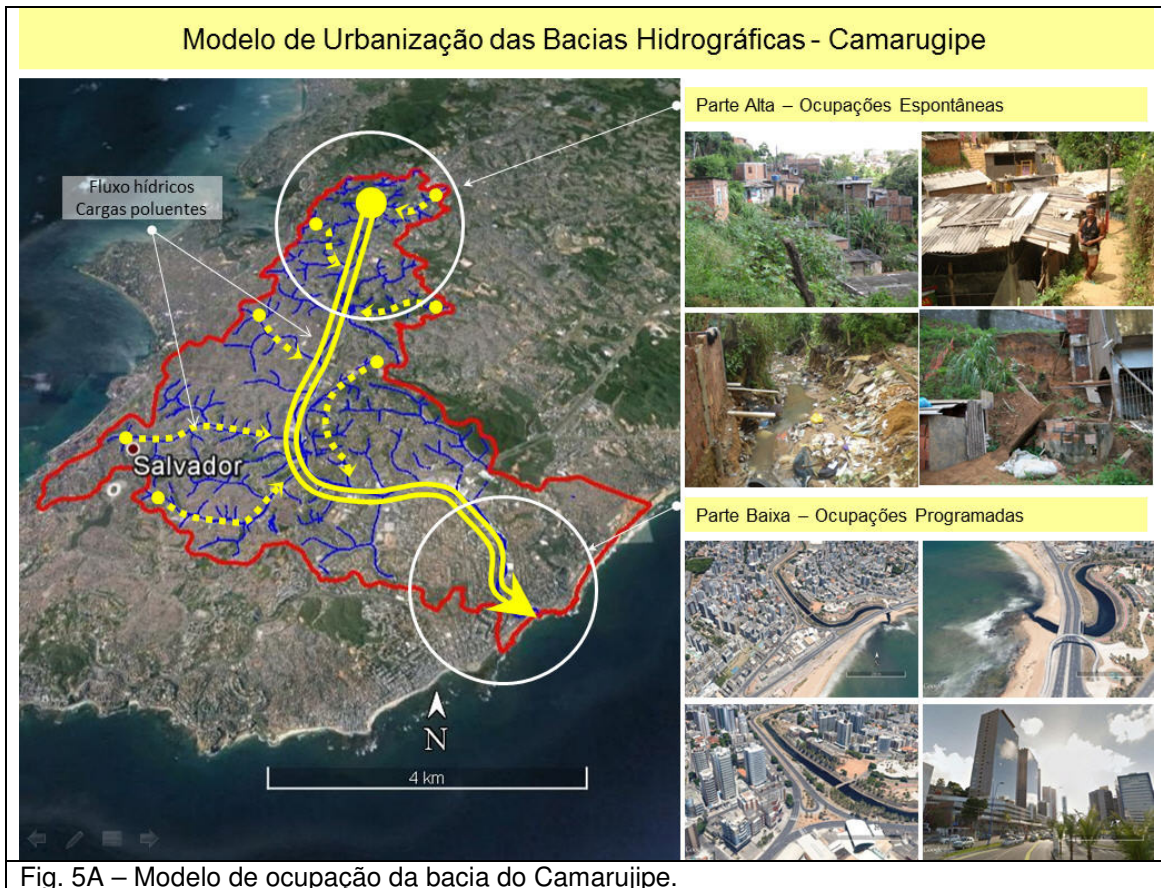 Modelo de Urbanização das Bacias Hidrográficas - Camarugipe
Fluxo hídricos
Cargas poluentes
Salvador
N
4 km
Parte Alta – Ocupações Espontâneas
Parte Baixa – Ocupações Programadas
Fig. 5A – Modelo de ocupação da bacia do Camarujipe.